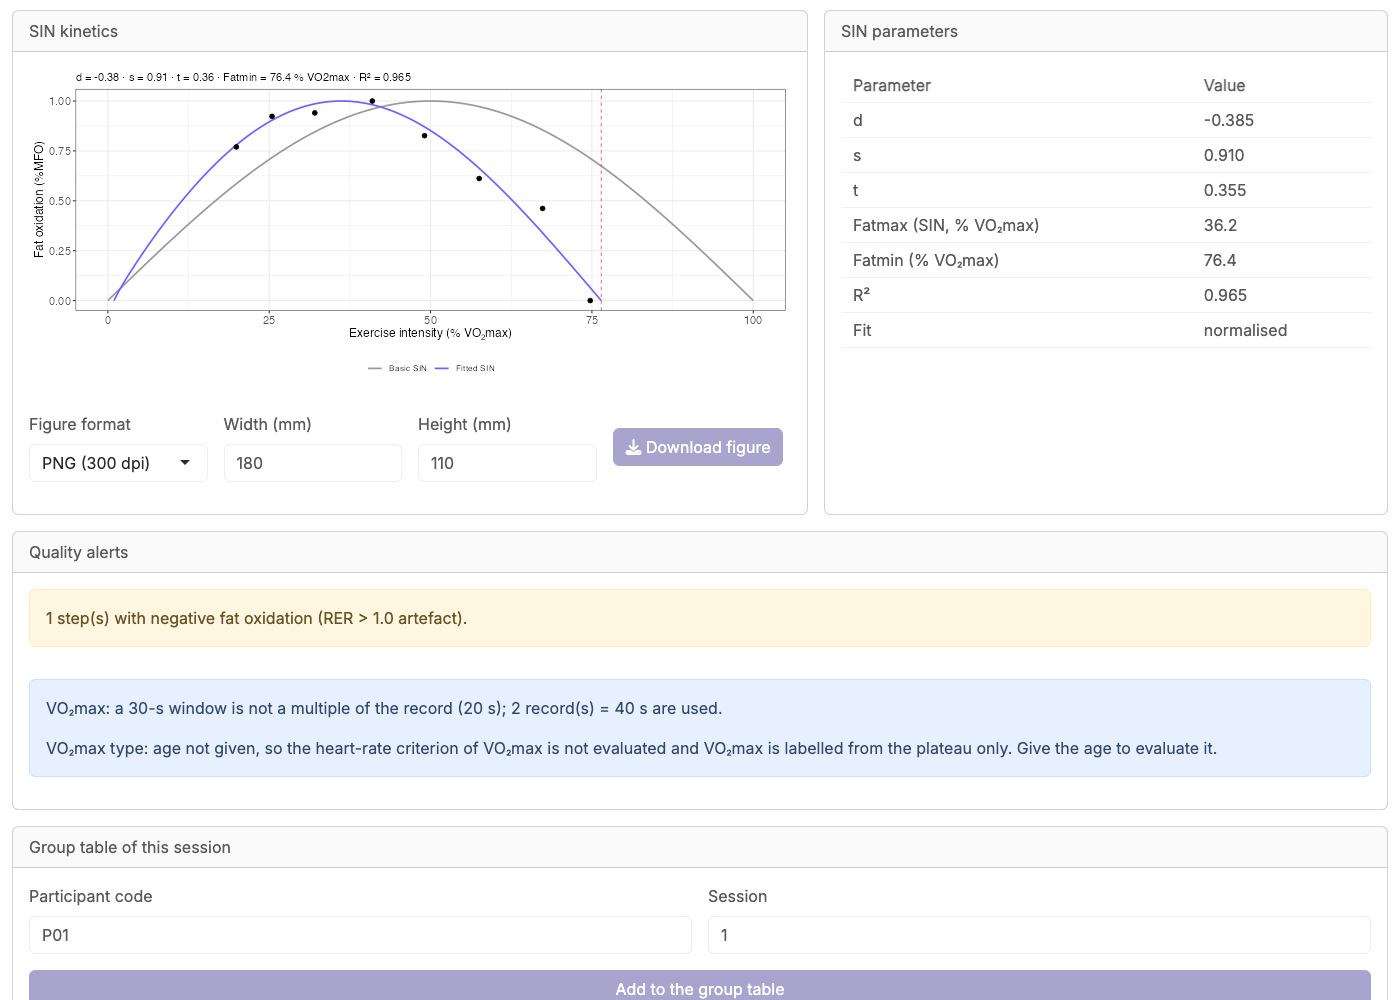 SIN kinetics
d = -0.38 · s = 0.91 · t = 0.36 · Fatmin = 76.4 % VO2max · R² = 0.965
Fat oxidation (%MFO)
1.00
0.75
0.50
0.25
0.00
0 25 50 75 100
Exercise intensity (% VO₂max)
Basic SIN Fitted SIN
Figure format Width (mm) Height (mm)
PNG (300 dpi) 180 110 Download figure
SIN parameters
Parameter Value
d -0.385
s 0.910
t 0.355
Fatmax (SIN, % VO₂max) 36.2
Fatmin (% VO₂max) 76.4
R² 0.965
Fit normalised
Quality alerts
1 step(s) with negative fat oxidation (RER > 1.0 artefact).
VO₂max: a 30-s window is not a multiple of the record (20 s); 2 record(s) = 40 s are used.
VO₂max type: age not given, so the heart-rate criterion of VO₂max is not evaluated and VO₂max is labelled from the plateau only. Give the age to evaluate it.
Group table of this session
Participant code Session
P01 1
Add to the group table